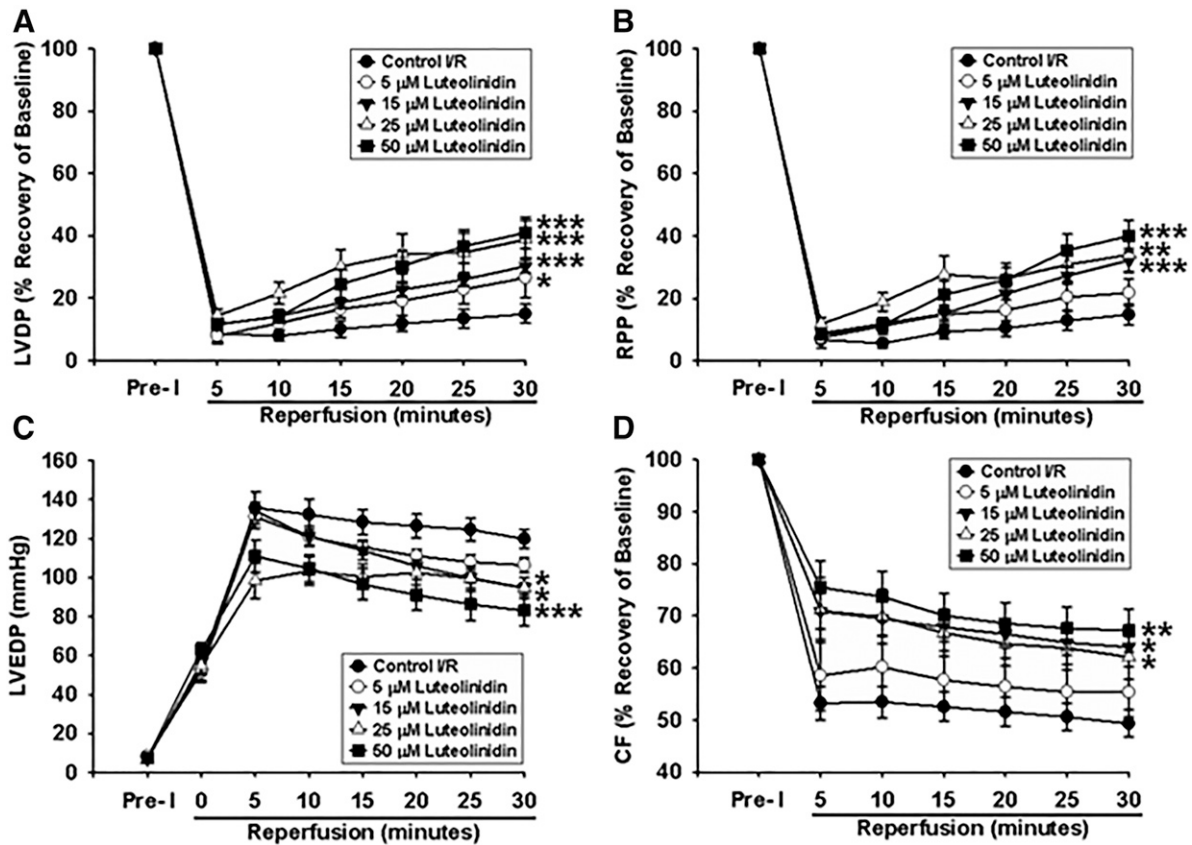 A
LVDP (% Recovery of Baseline)
100
80
60
40
20
0
Control I/R
5 μM Luteolinidin
15 μM Luteolinidin
25 μM Luteolinidin
50 μM Luteolinidin
***
***
***
*
Pre-I 5 10 15 20 25 30
Reperfusion (minutes)
B
RPP (% Recovery of Baseline)
100
80
60
40
20
0
Control I/R
5 μM Luteolinidin
15 μM Luteolinidin
25 μM Luteolinidin
50 μM Luteolinidin
***
**
***
Pre-I 5 10 15 20 25 30
Reperfusion (minutes)
C
LVEDP (mmHg)
160
140
120
100
80
60
40
20
0
*
*
***
Control I/R
5 μM Luteolinidin
15 μM Luteolinidin
25 μM Luteolinidin
50 μM Luteolinidin
Pre-I 0 5 10 15 20 25 30
Reperfusion (minutes)
D
CF (% Recovery of Baseline)
100
90
80
70
60
50
40
Control I/R
5 μM Luteolinidin
15 μM Luteolinidin
25 μM Luteolinidin
50 μM Luteolinidin
**
*
*
Pre-I 5 10 15 20 25 30
Reperfusion (minutes)